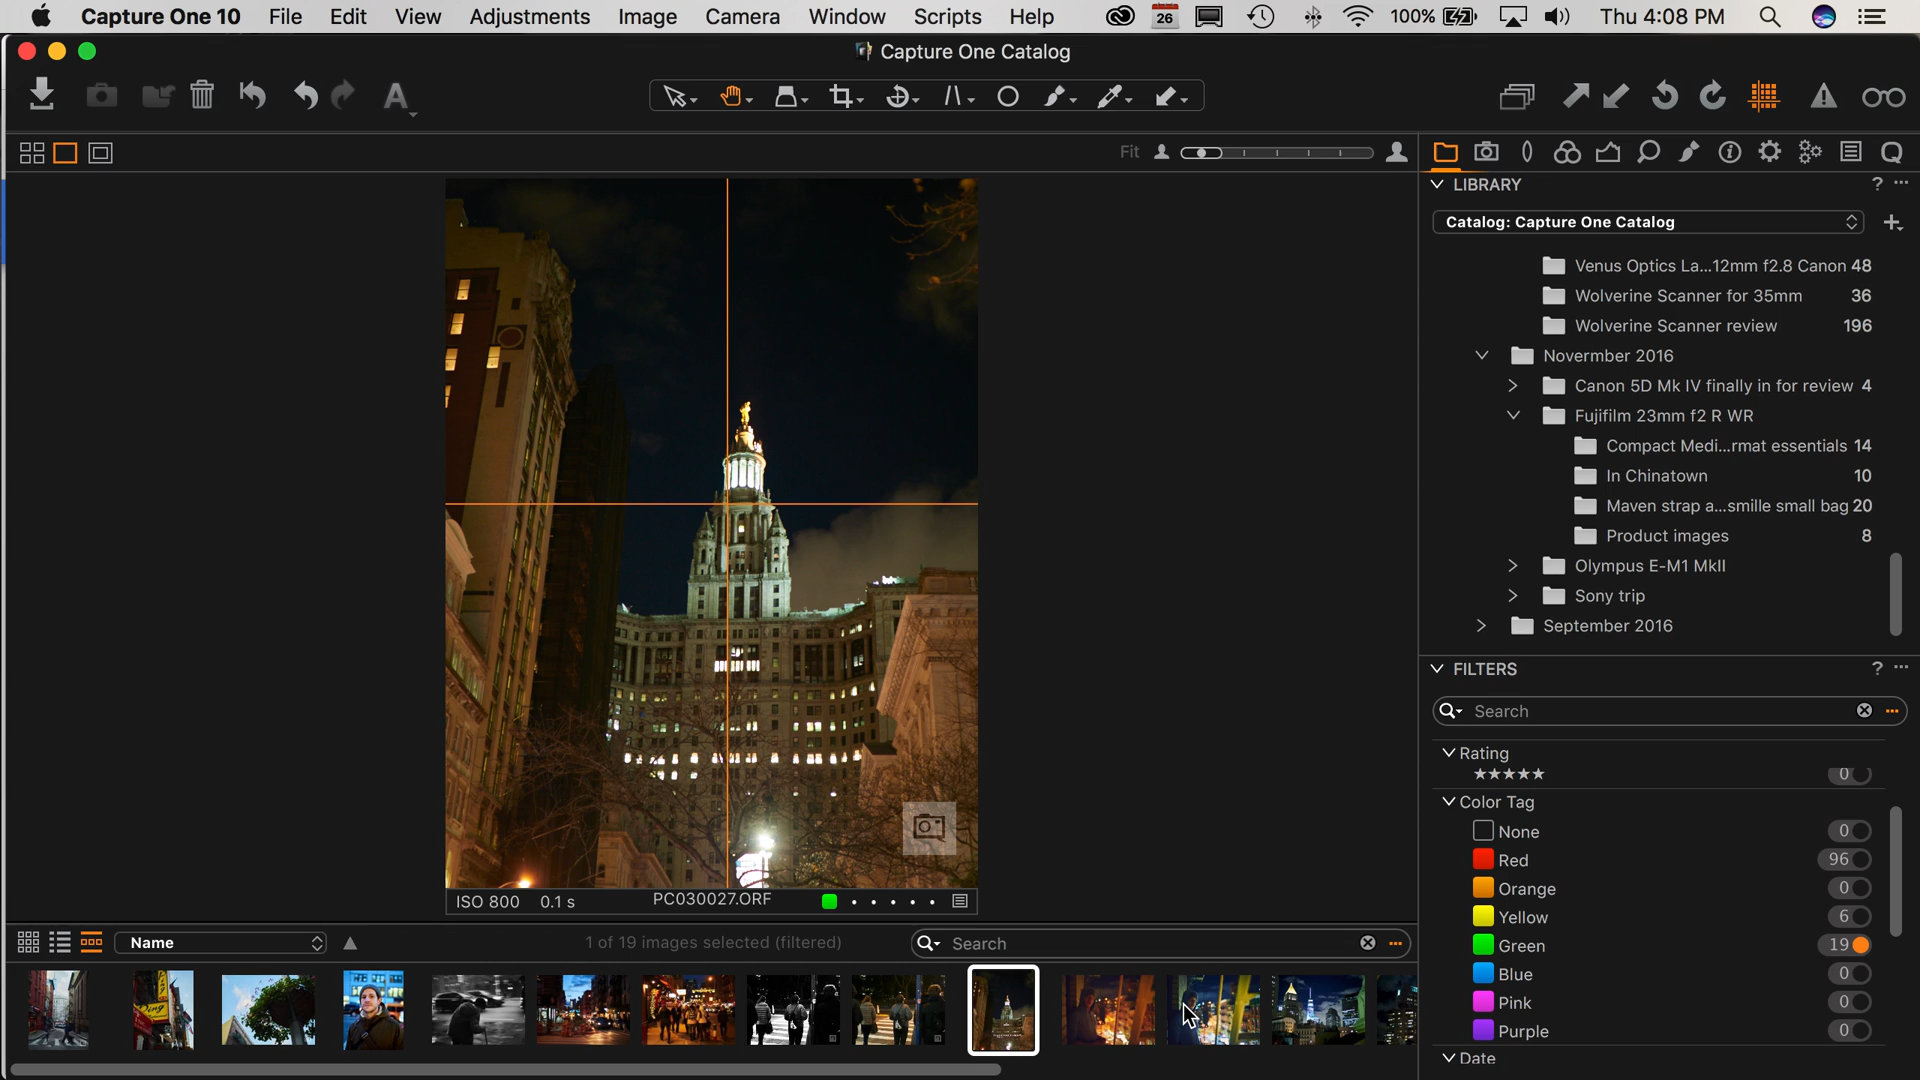 Capture One 10 File Edit View Adjustments Image Camera Window Scripts Help 26 100% Thu 4:08 PM
Capture One Catalog
A
Fit
LIBRARY ? ...
Catalog: Capture One Catalog
Venus Optics La...12mm f2.8 Canon 48
Wolverine Scanner for 35mm 36
Wolverine Scanner review 196
Novermber 2016
Canon 5D Mk IV finally in for review 4
Fujifilm 23mm f2 R WR
Compact Medi...rmat essentials 14
In Chinatown 10
Maven strap a...smille small bag 20
Product images 8
Olympus E-M1 MkII
Sony trip
September 2016
FILTERS ? ...
Search
Rating
★★★★★ 0
Color Tag
None 0
Red 96
Orange 0
Yellow 6
Green 19
Blue 0
Pink 0
Purple 0
Date
ISO 800 0.1 s PC030027.ORF
Name 1 of 19 images selected (filtered) Search